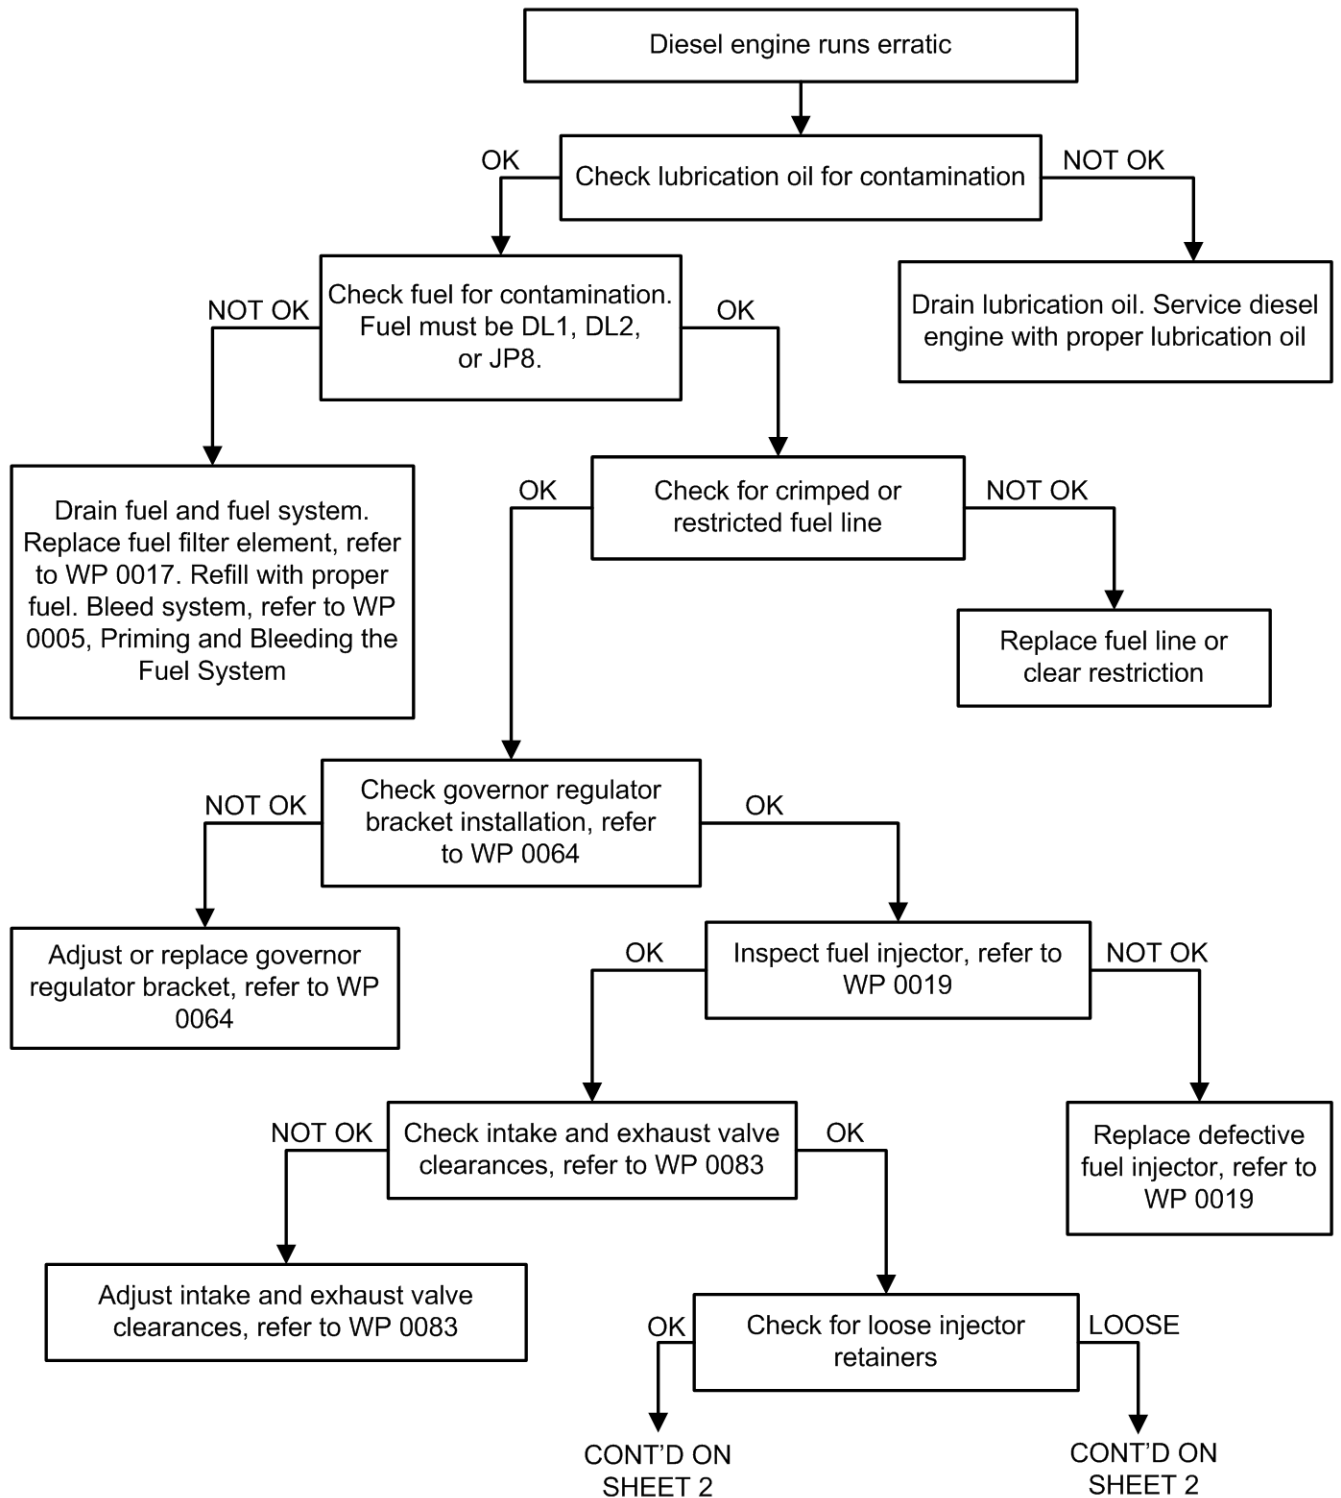 Diesel engine runs erratic
OK
Check lubrication oil for contamination
NOT OK
Drain lubrication oil. Service diesel
engine with proper lubrication oil
NOT OK
Check fuel for contamination.
Fuel must be DL1, DL2,
or JP8.
OK
Drain fuel and fuel system.
Replace fuel filter element, refer
to WP 0017. Refill with proper
fuel. Bleed system, refer to WP
0005, Priming and Bleeding the
Fuel System
OK
Check for crimped or
restricted fuel line
NOT OK
Replace fuel line or
clear restriction
NOT OK
Check governor regulator
bracket installation, refer
to WP 0064
OK
Adjust or replace governor
regulator bracket, refer to WP
0064
OK
Inspect fuel injector, refer to
WP 0019
NOT OK
NOT OK
Check intake and exhaust valve
clearances, refer to WP 0083
OK
Replace defective
fuel injector, refer to
WP 0019
Adjust intake and exhaust valve
clearances, refer to WP 0083
OK
Check for loose injector
retainers
LOOSE
CONT'D ON
SHEET 2
CONT'D ON
SHEET 2